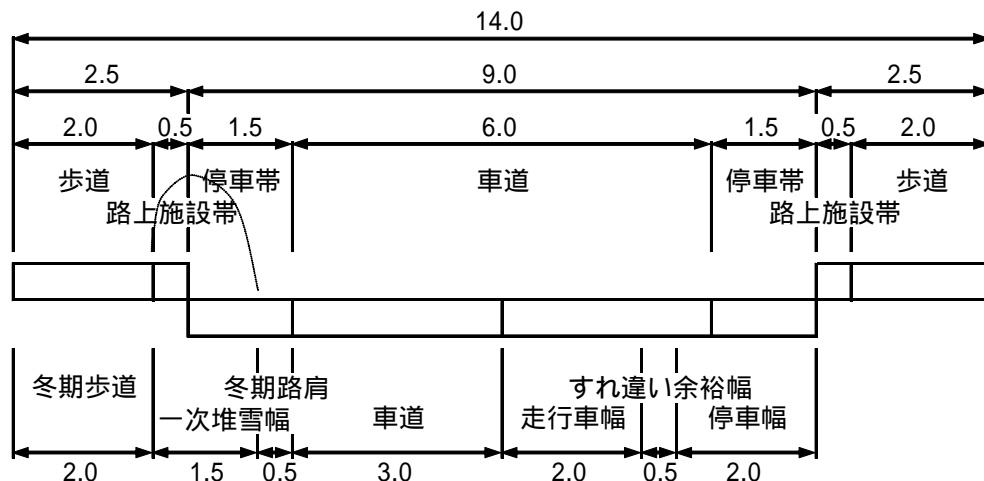 14.0
2.5 9.0 2.5
2.0 0.5 1.5 6.0 1.5 0.5 2.0
歩道 停車帯 車道 停車帯 歩道
路上施設帯 路上施設帯
冬期歩道 冬期路肩 すれ違い余裕幅
一次堆雪幅 車道 走行車幅 停車幅
2.0 1.5 0.5 3.0 2.0 0.5 2.0